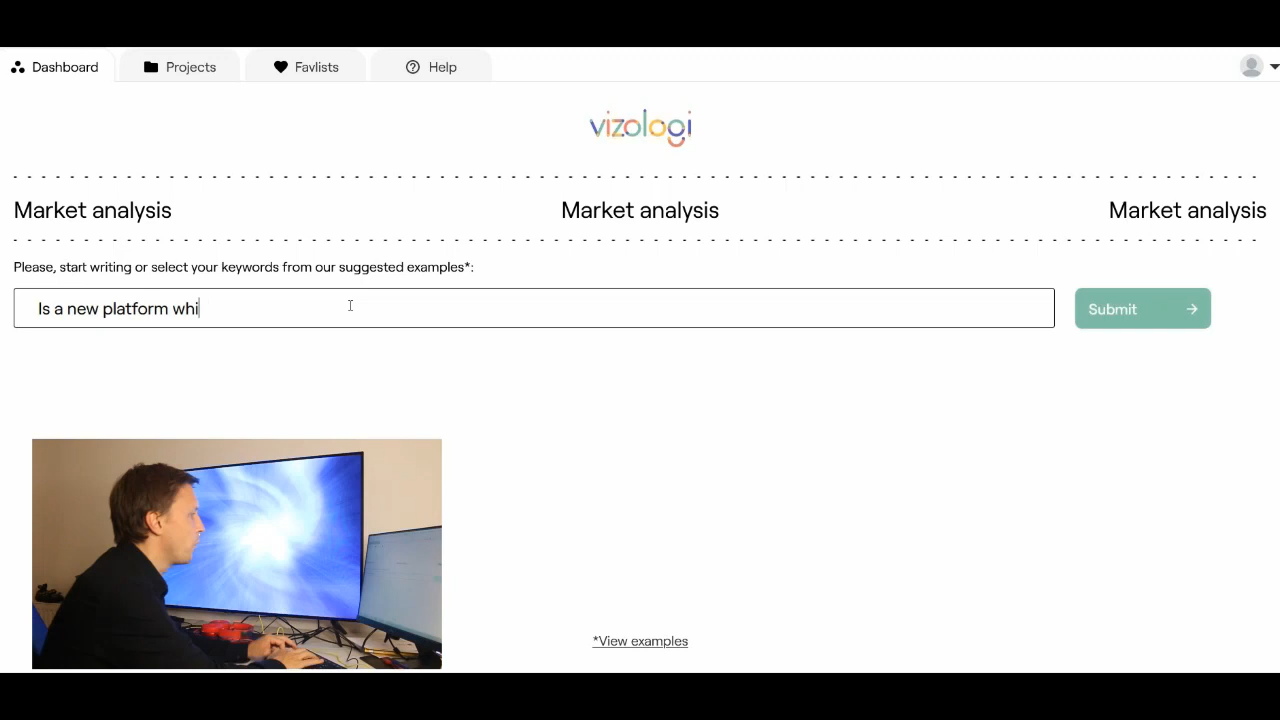 Dashboard
Projects
Favlists
Help
vizologi
Market analysis Market analysis Market analysis
Please, start writing or select your keywords from our suggested examples*:
Is a new platform whi
Submit
*View examples